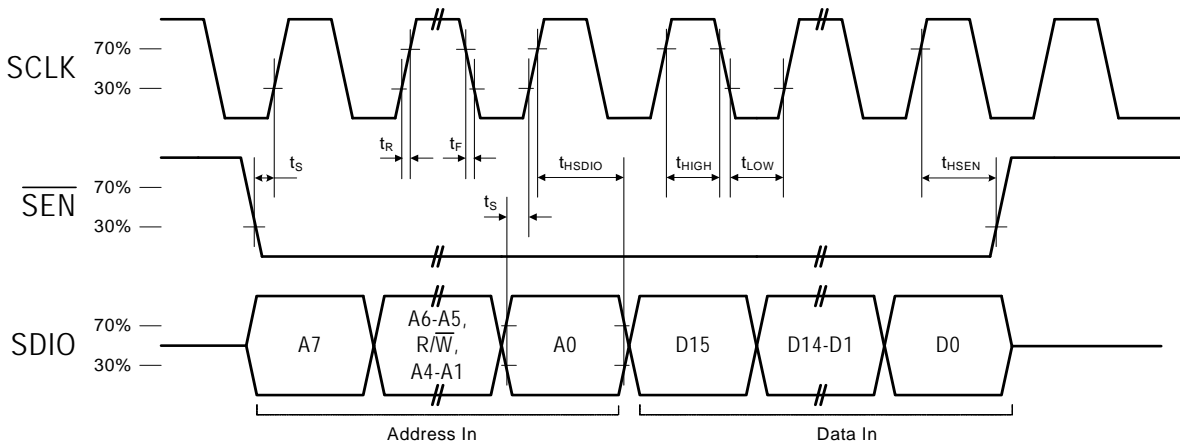 SCLK
70%
30%
tR
tF
tS
tHSDIO
tHIGH
tLOW
tHSEN
SEN
70%
30%
tS
SDIO
70%
30%
A7
A6-A5,
R/W,
A4-A1
A0
D15
D14-D1
D0
Address In
Data In